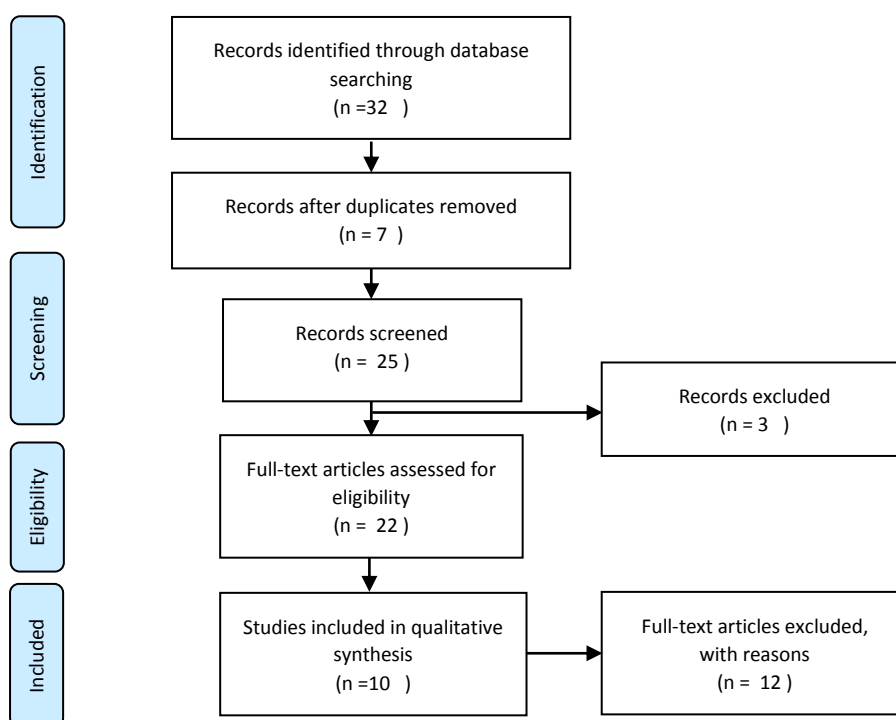 Identification
Records identified through database
searching
(n =32 )
Records after duplicates removed
(n = 7 )
Screening
Records screened
(n = 25 )
Records excluded
(n = 3 )
Eligibility
Full-text articles assessed for
eligibility
(n = 22 )
Included
Studies included in qualitative
synthesis
(n =10 )
Full-text articles excluded,
with reasons
(n = 12 )